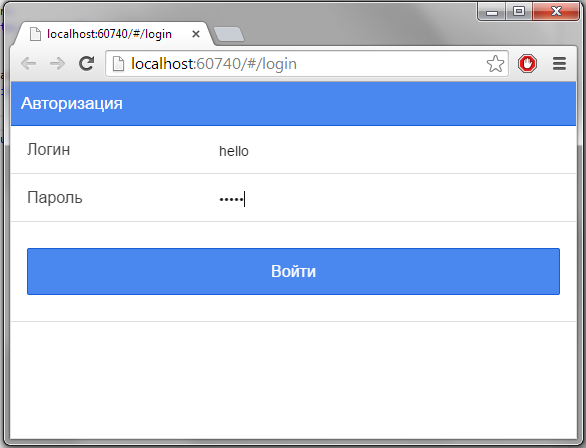 localhost:60740/#/login
localhost:60740/#/login
Авторизация
Логин hello
Пароль •••••
Войти